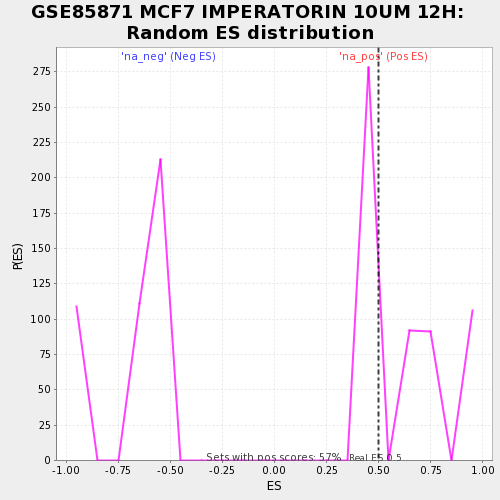 GSE85871 MCF7 IMPERATORIN 10UM 12H:
Random ES distribution
'na_neg' (Neg ES)
'na_pos' (Pos ES)
275
250
225
200
175
150
125
100
75
50
25
0
P(ES)
Sets with pos scores: 57%
Real ES 0.5
-1.00 -0.75 -0.50 -0.25 0.00 0.25 0.50 0.75 1.00
ES